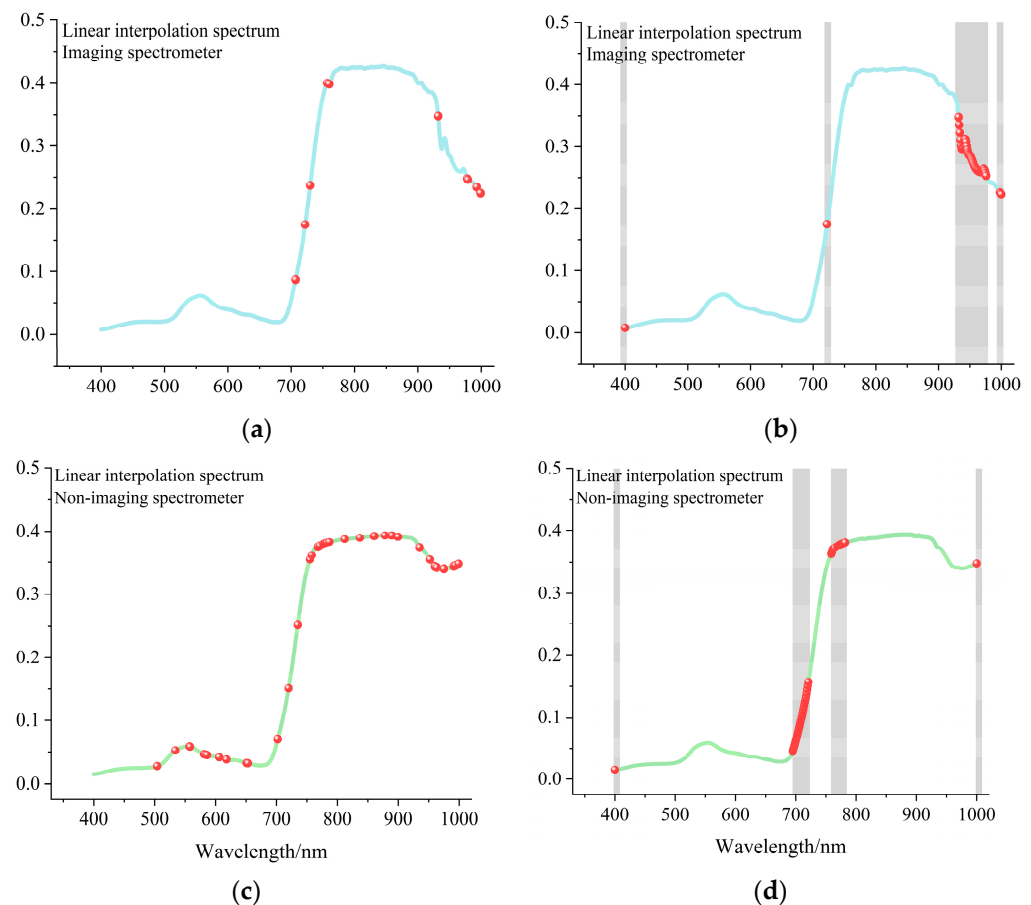 Linear interpolation spectrum
Imaging spectrometer
0.5
0.4
0.3
0.2
0.1
0.0
400 500 600 700 800 900 1000
(a)
Linear interpolation spectrum
Imaging spectrometer
0.5
0.4
0.3
0.2
0.1
0.0
400 500 600 700 800 900 1000
(b)
Linear interpolation spectrum
Non-imaging spectrometer
0.5
0.4
0.3
0.2
0.1
0.0
400 500 600 700 800 900 1000
Wavelength/nm
(c)
Linear interpolation spectrum
Non-imaging spectrometer
0.5
0.4
0.3
0.2
0.1
0.0
400 500 600 700 800 900 1000
Wavelength/nm
(d)